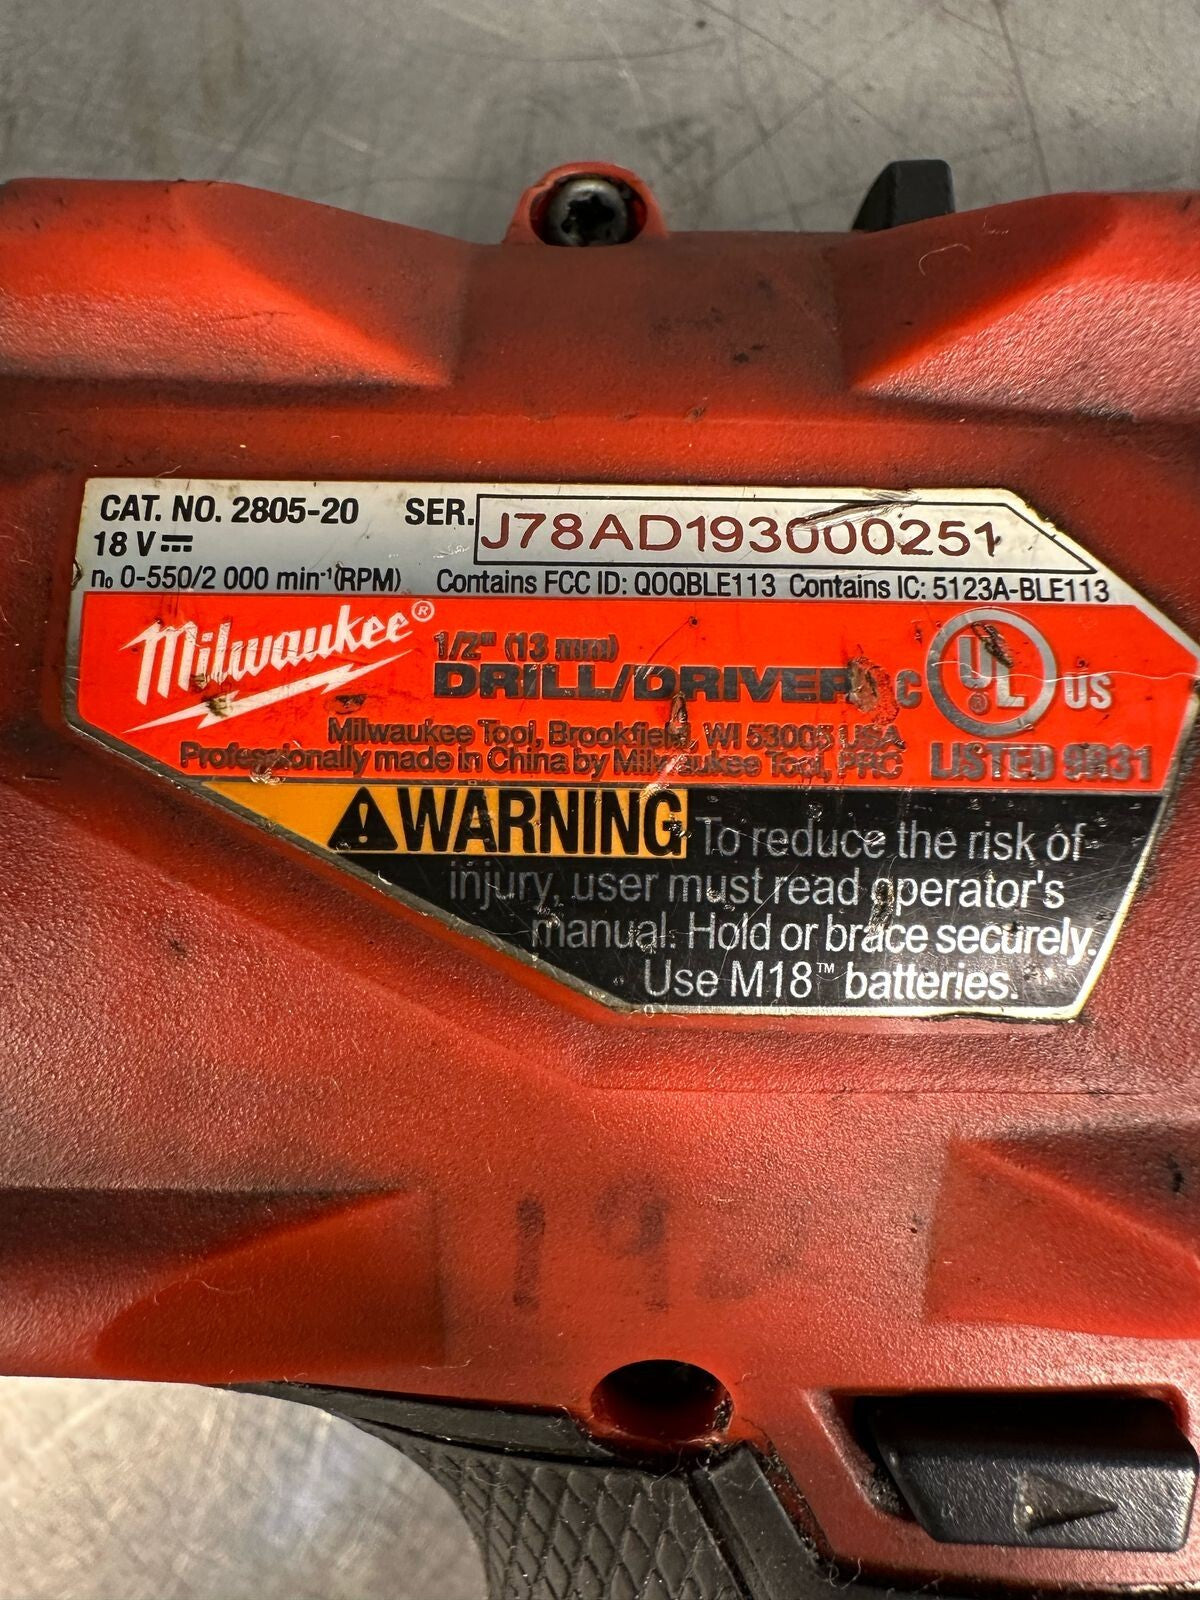 CAT. NO. 2805-20 SER. J78AD193000251
18 V⎓
n₀ 0-550/2 000 min⁻¹(RPM) Contains FCC ID: QOQBLE113 Contains IC: 5123A-BLE113
Milwaukee®
1/2" (13 mm)
DRILL/DRIVER
C UL® US
LISTED 9A31
Milwaukee Tool, Brookfield, WI 53005 USA
Professionally made in China by Milwaukee Tool, PRC
WARNING To reduce the risk of
injury, user must read operator's
manual. Hold or brace securely.
Use M18™ batteries.